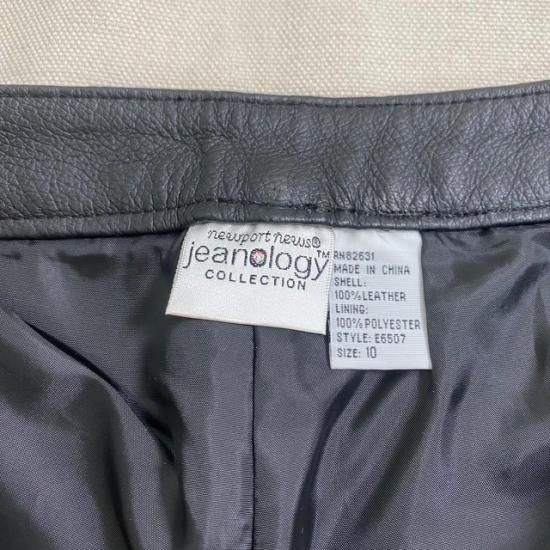 newport news®
jeanology™
COLLECTION
RN82631
MADE IN CHINA
SHELL:
100%LEATHER
LINING:
100%POLYESTER
STYLE: E6507
SIZE: 10